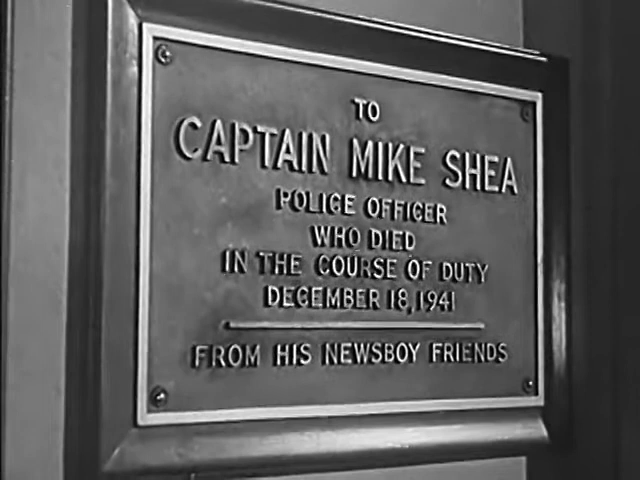 TO
CAPTAIN MIKE SHEA
POLICE OFFICER
WHO DIED
IN THE COURSE OF DUTY
DECEMBER 18, 1941
FROM HIS NEWSBOY FRIENDS